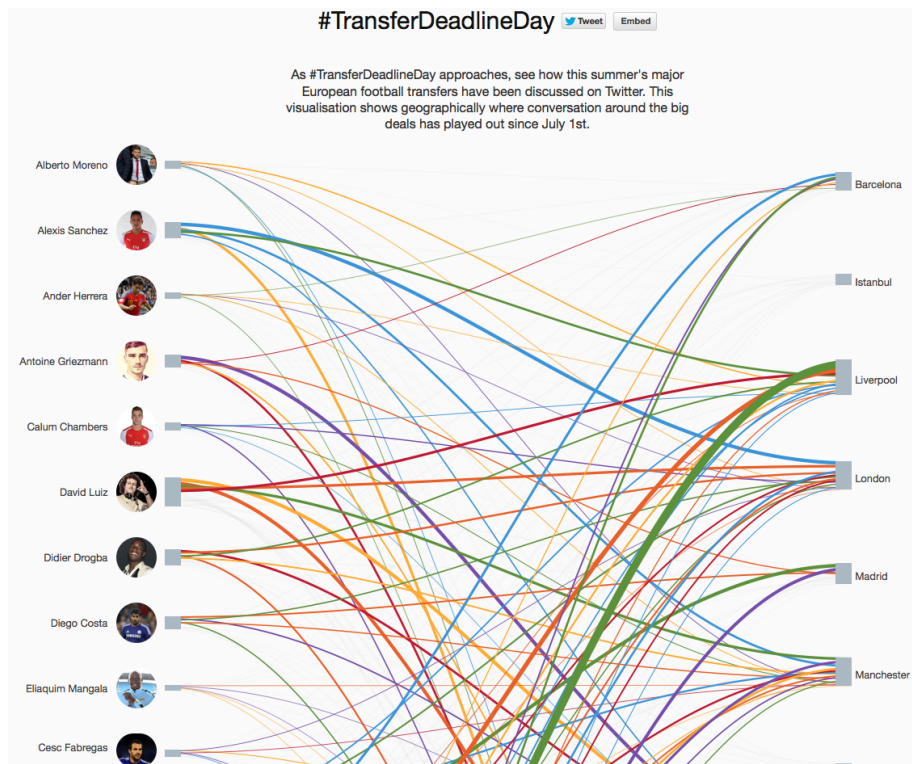 #TransferDeadlineDay
Tweet
Embed
As #TransferDeadlineDay approaches, see how this summer's major
European football transfers have been discussed on Twitter. This
visualisation shows geographically where conversation around the big
deals has played out since July 1st.
Alberto Moreno
Barcelona
Alexis Sanchez
Istanbul
Ander Herrera
Antoine Griezmann
Liverpool
Calum Chambers
London
David Luiz
Didier Drogba
Madrid
Diego Costa
Manchester
Eliaquim Mangala
Cesc Fabregas